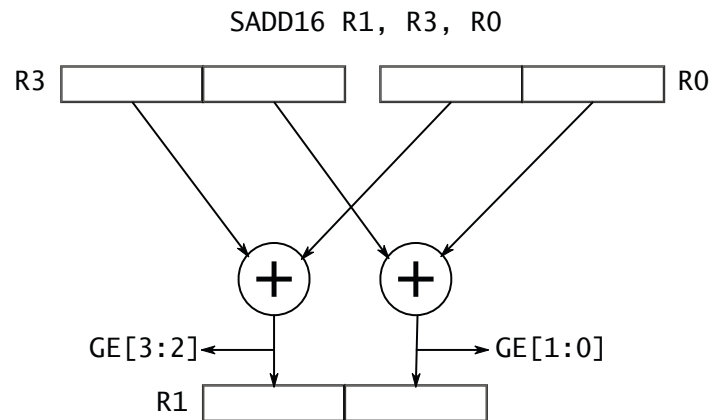 SADD16 R1, R3, R0
R3 R0
+ +
GE[3:2] GE[1:0]
R1